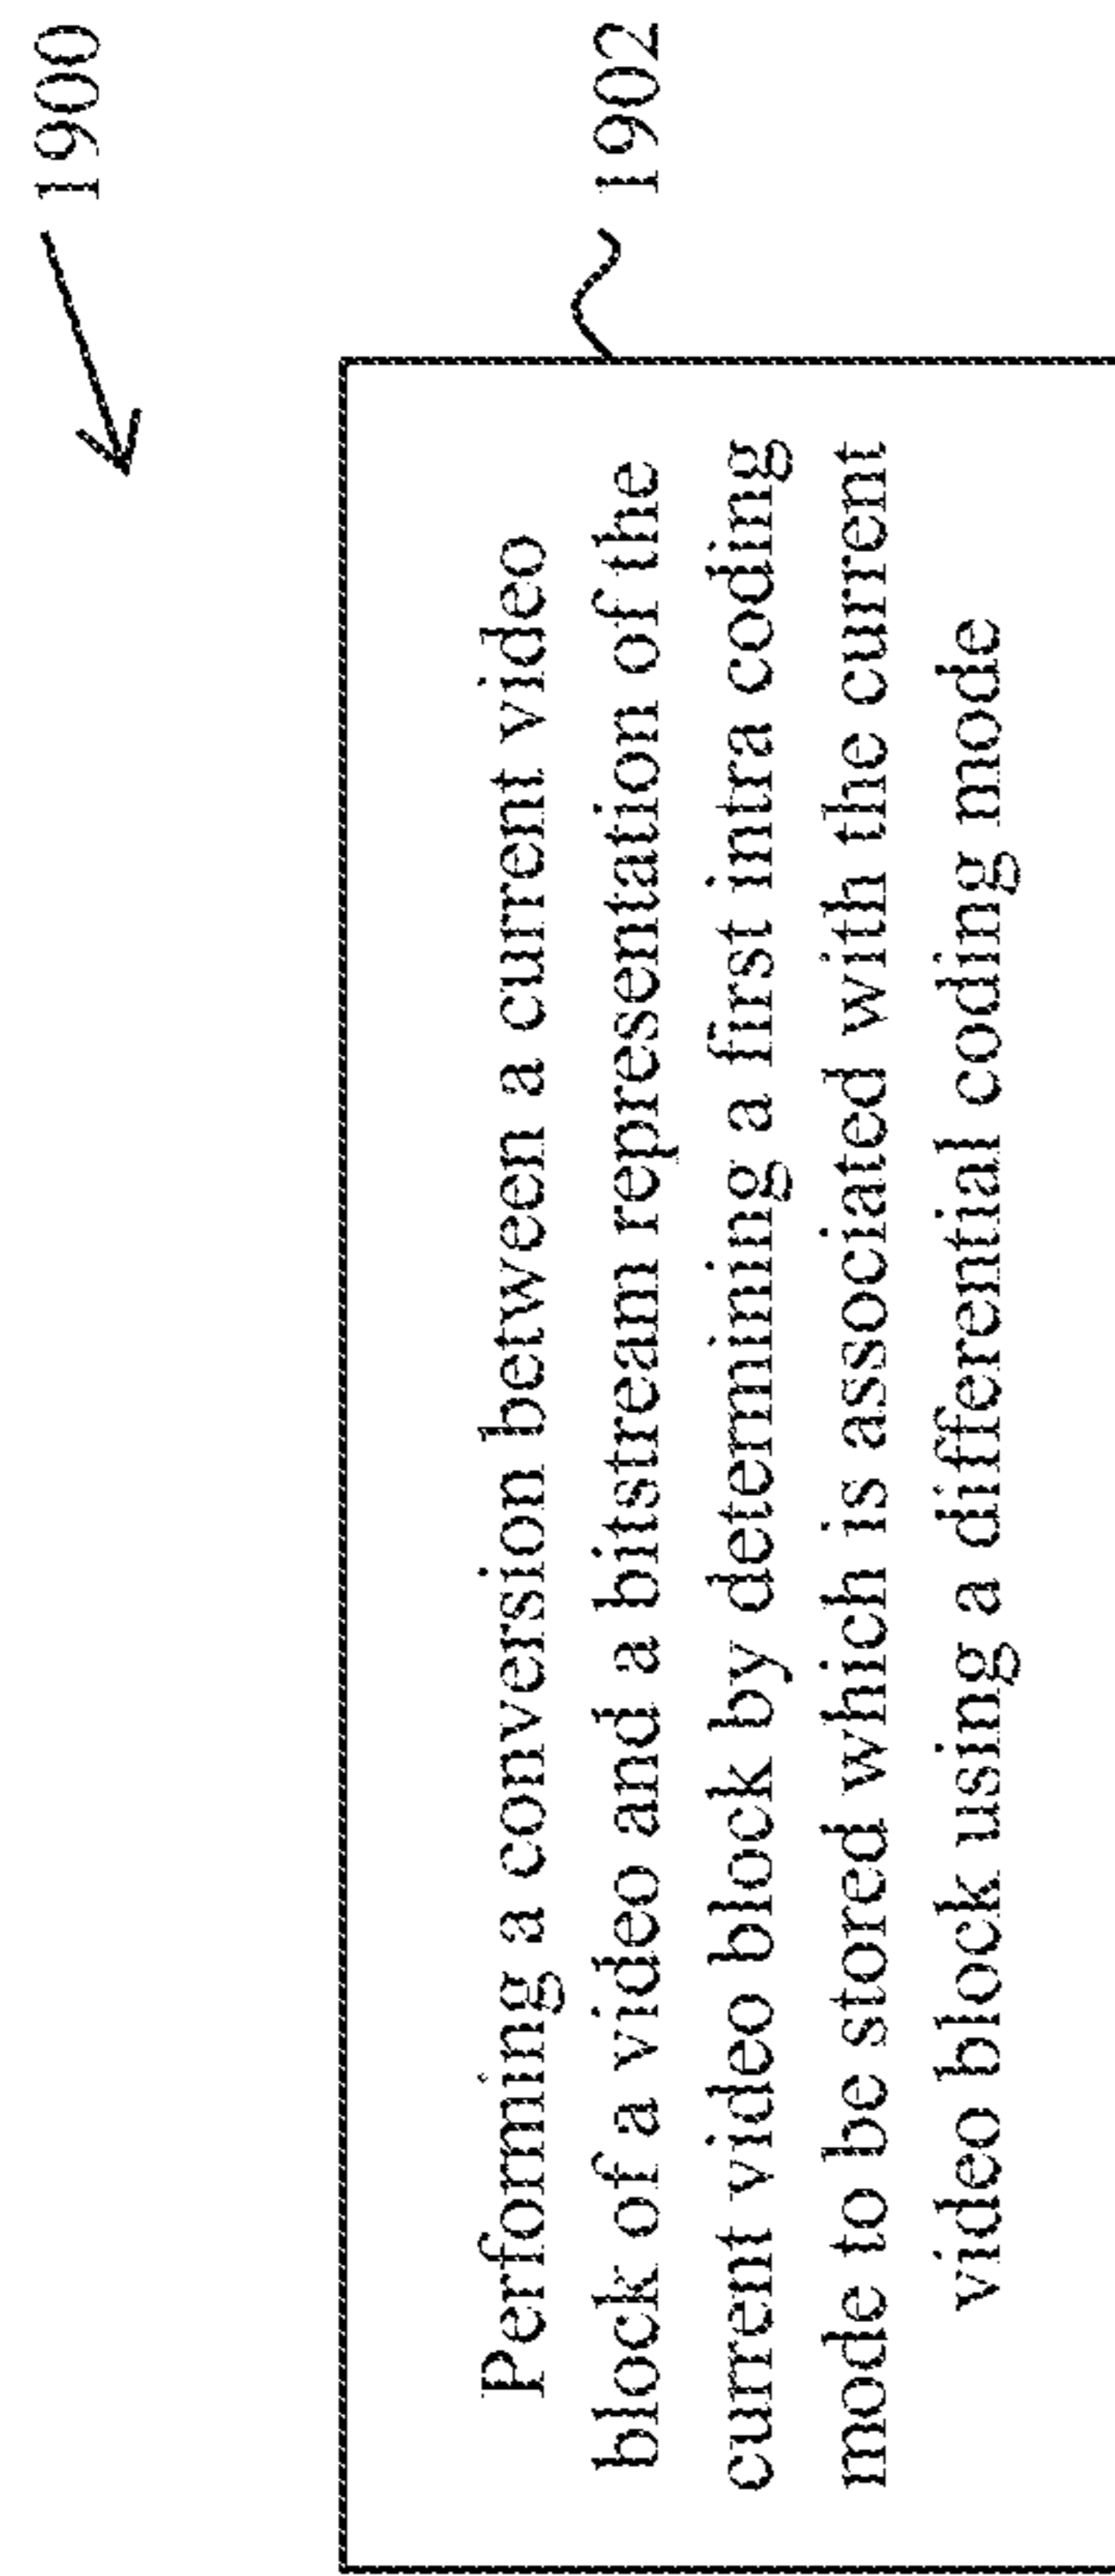 1900
1902
Performing a conversion between a current video
block of a video and a bitstream representation of the
current video block by determining a first intra coding
mode to be stored which is associated with the current
video block using a differential coding mode